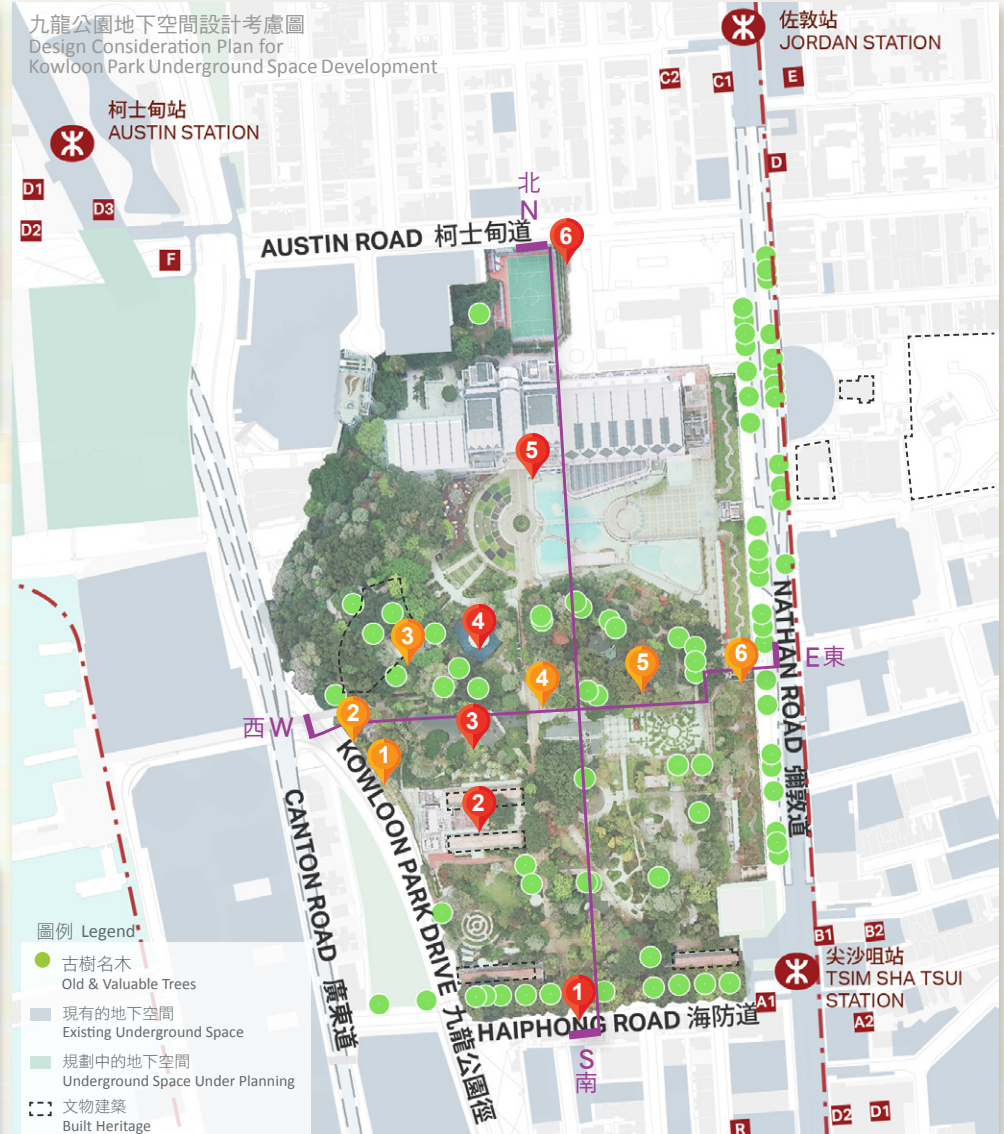 九龍公園地下空間設計考慮圖
Design Consideration Plan for
Kowloon Park Underground Space Development
佐敦站
JORDAN STATION
C2
C1
E
柯士甸站
AUSTIN STATION
D
D1
D3
D2
F
北
N
AUSTIN ROAD 柯士甸道
6
5
4
3
3
4
5
6
E東
西W
2
1
2
NATHAN ROAD 彌敦道
KOWLOON PARK DRIVE 九龍公園徑
CANTON ROAD 廣東道
B1
B2
尖沙咀站
TSIM SHA TSUI
STATION
A1
A2
1
HAIPHONG ROAD 海防道
S
南
D2
D1
R
圖例 Legend
古樹名木
Old & Valuable Trees
現有的地下空間
Existing Underground Space
規劃中的地下空間
Underground Space Under Planning
文物建築
Built Heritage